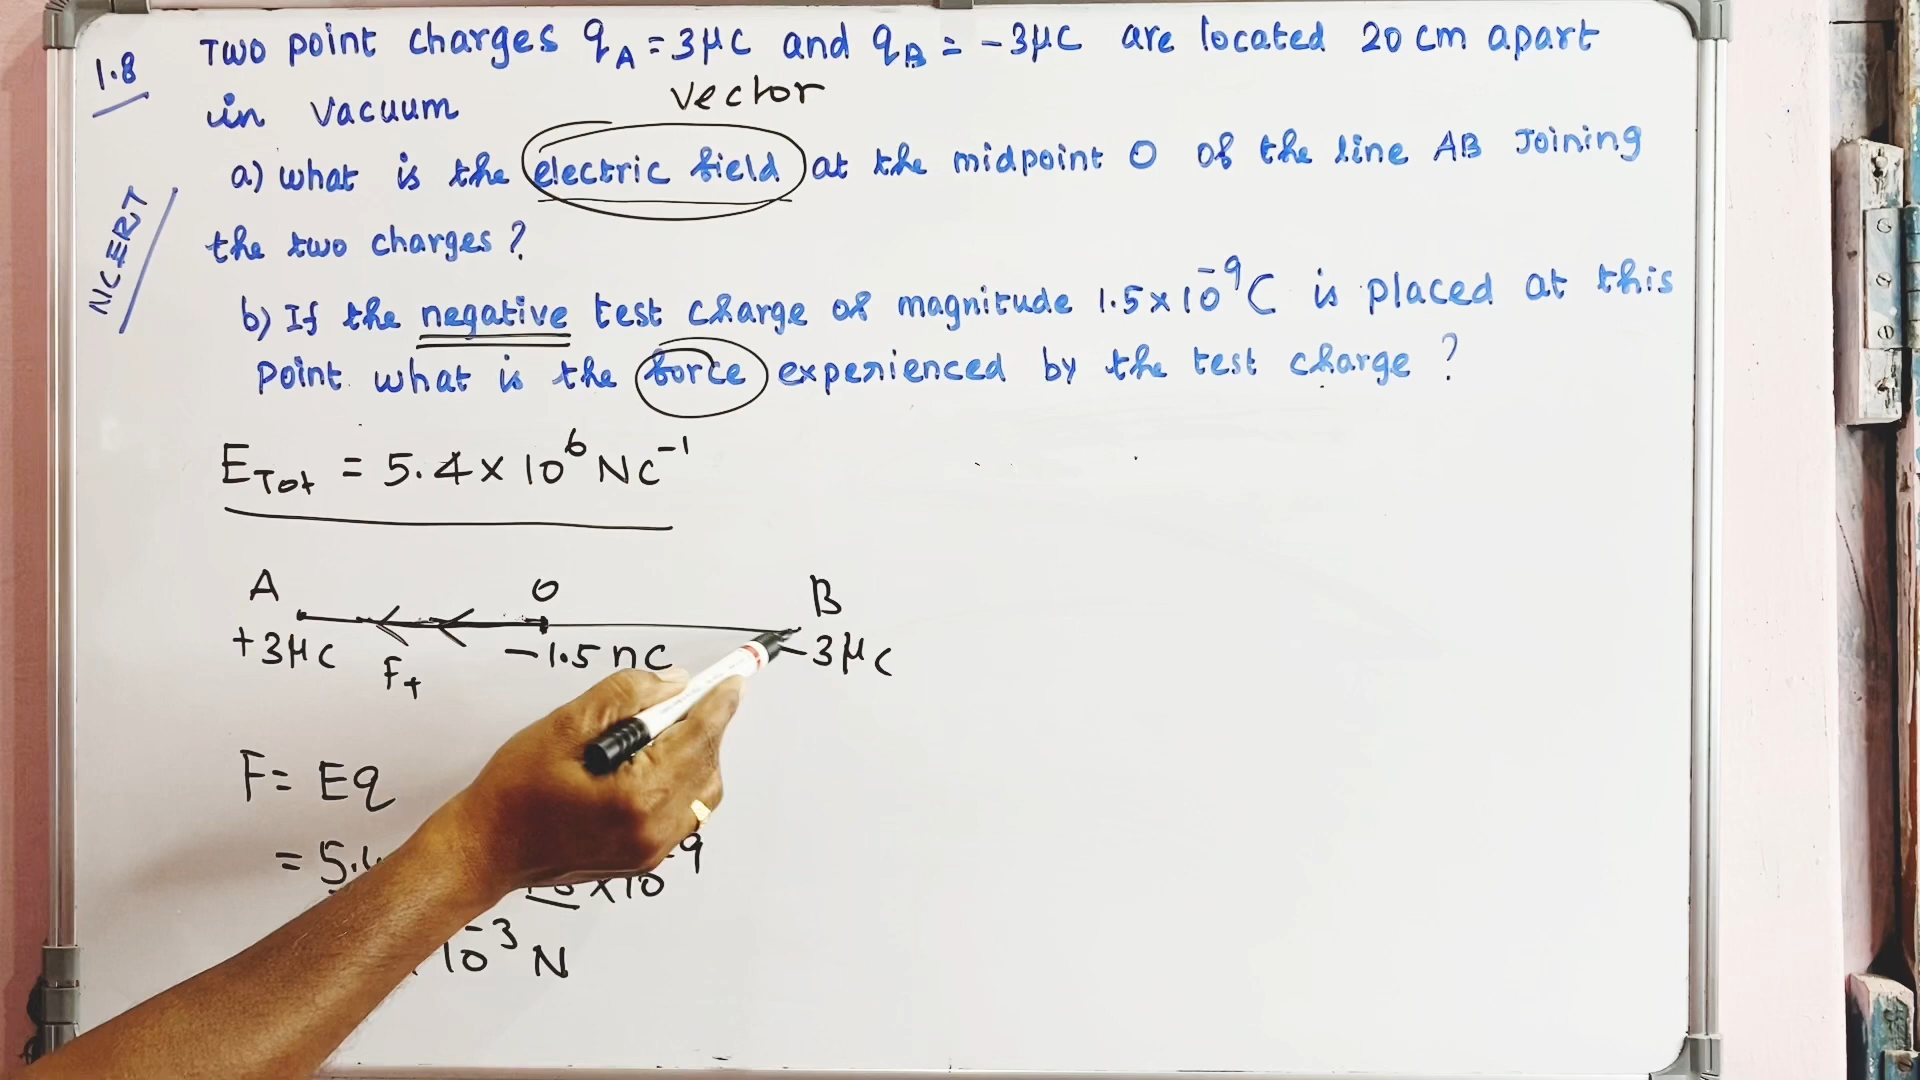 1.8
Two point charges qA = 3μC and qB = -3μC are located 20 cm apart
in vacuum
vector
a) what is the electric field at the midpoint O of the line AB Joining
the two charges?
NCERT
b) If the negative test charge of magnitude 1.5×10⁻⁹C is placed at this
point what is the force experienced by the test charge?
ETot = 5.4 × 10⁶ NC⁻¹
A O B
+3μC F+ -1.5 nC -3μC
F = Eq
= 5. ×10⁻⁹
10⁻³ N